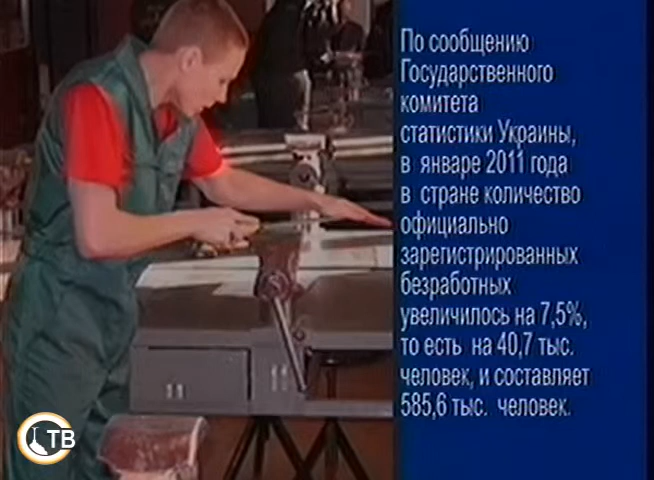 По сообщению
Государственного
комитета
статистики Украины,
в январе 2011 года
в стране количество
официально
зарегистрированных
безработных
увеличилось на 7,5%,
то есть на 40,7 тыс.
человек, и составляет
585,6 тыс. человек.
ТВ